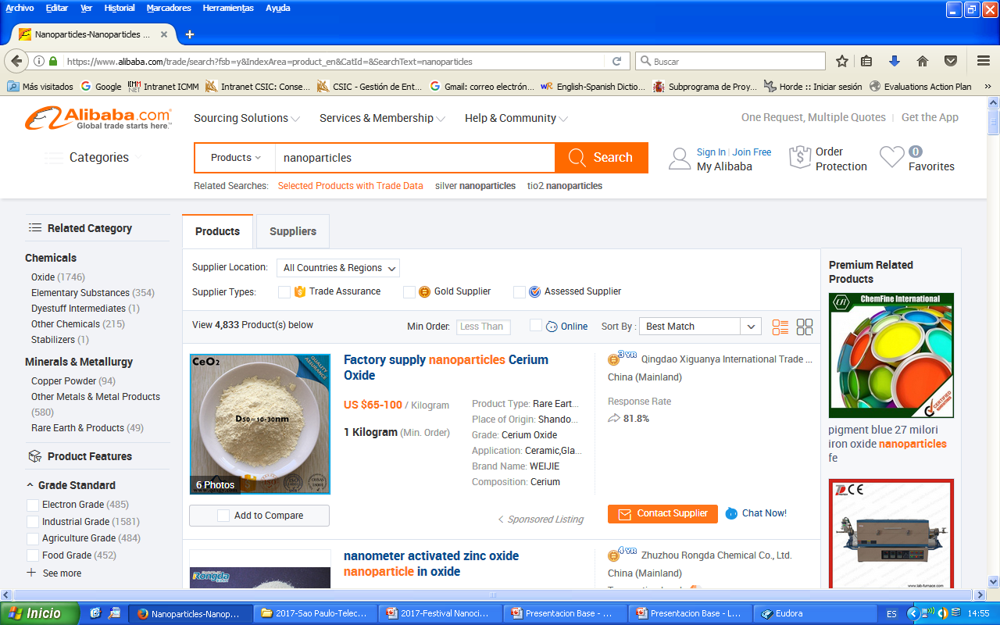 Archivo Editar Ver Historial Marcadores Herramientas Ayuda
Nanoparticles-Nanoparticles ...
https://www.alibaba.com/trade/search?fsb=y&IndexArea=product_en&CatId=&SearchText=nanoparticles
Buscar
Más visitados Google Intranet ICMM Intranet CSIC: Conse... CSIC - Gestión de Ent... Gmail: correo electrón... English-Spanish Dictio... Subprograma de Proy... Horde :: Iniciar sesión Evaluations Action Plan
Alibaba.com
Global trade starts here.™
Sourcing Solutions Services & Membership Help & Community
One Request, Multiple Quotes | Get the App
Categories
Products nanoparticles Search
Sign In | Join Free
My Alibaba
Order
Protection
0
Favorites
Related Searches: Selected Products with Trade Data silver nanoparticles tio2 nanoparticles
Related Category
Chemicals
Oxide (1746)
Elementary Substances (354)
Dyestuff Intermediates (1)
Other Chemicals (215)
Stabilizers (1)
Minerals & Metallurgy
Copper Powder (94)
Other Metals & Metal Products
(580)
Rare Earth & Products (49)
Product Features
Grade Standard
Electron Grade (485)
Industrial Grade (1581)
Agriculture Grade (484)
Food Grade (452)
See more
Products Suppliers
Supplier Location: All Countries & Regions
Supplier Types: Trade Assurance Gold Supplier Assessed Supplier
View 4,833 Product(s) below
Min Order: Less Than Online Sort By : Best Match
CeO2
QUALITY ASSURANCE
D50=10-30nm
6 Photos
Add to Compare
Factory supply nanoparticles Cerium
Oxide
US $65-100 / Kilogram
1 Kilogram (Min. Order)
Product Type: Rare Eart...
Place of Origin: Shando...
Grade: Cerium Oxide
Application: Ceramic,Gla...
Brand Name: WEIJIE
Composition: Cerium
Sponsored Listing
3 YR Qingdao Xiguanya International Trade ...
China (Mainland)
Response Rate
81.8%
Contact Supplier Chat Now!
Rongda
nanometer activated zinc oxide
nanoparticle in oxide
4 YR Zhuzhou Rongda Chemical Co., Ltd.
China (Mainland)
Premium Related
Products
ChemFine International
CERTIFIED
pigment blue 27 milori
iron oxide nanoparticles
fe
CE
www.lab-furnace.com
Inicio Nanoparticles-Nanop... 2017-Sao Paulo-Telec... 2017-Festival Nanoci... Presentacion Base - ... Presentacion Base - L... Eudora ES 14:55